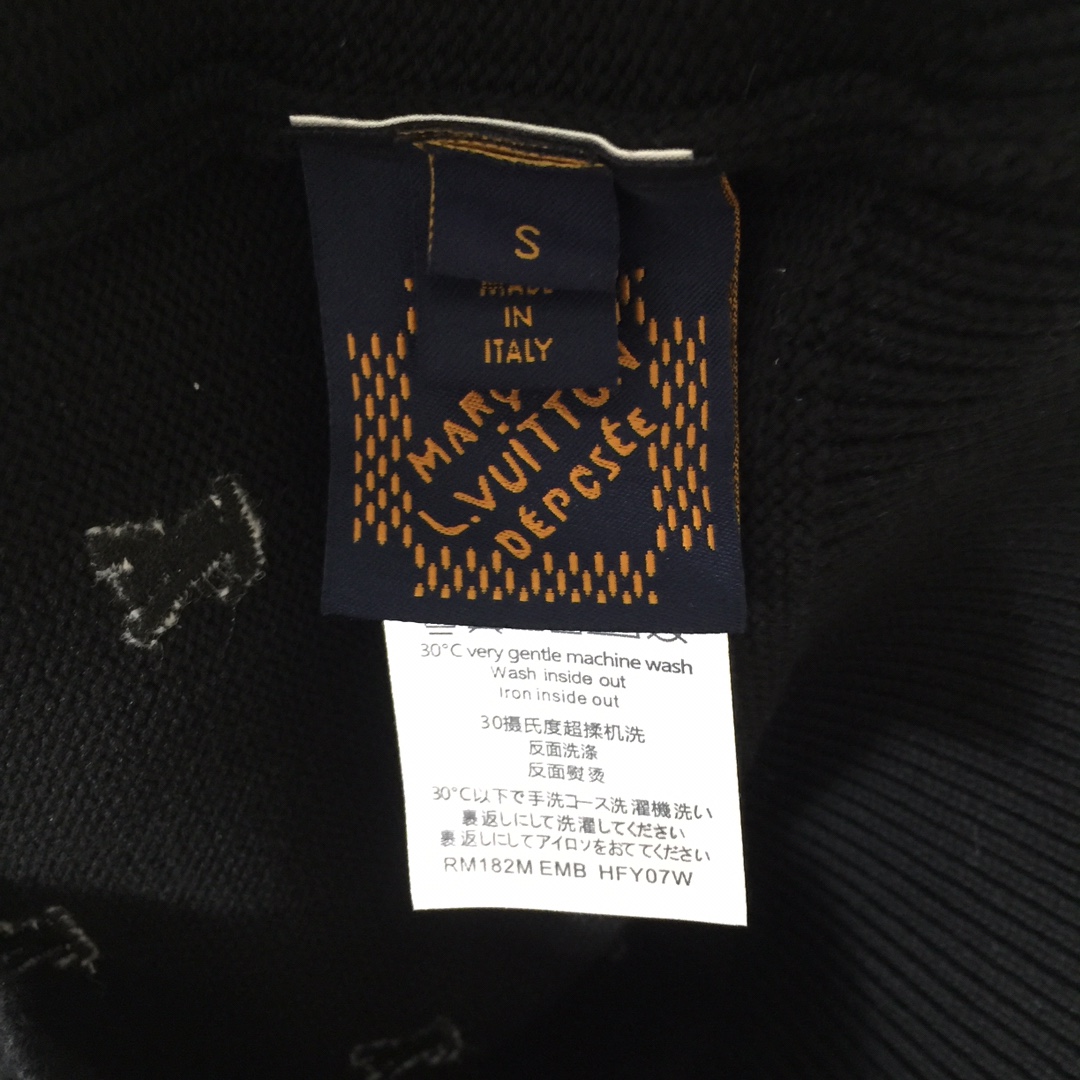 S
MADE
IN
ITALY
MARQ
L.VUITTON
DÉPOSÉE
30°C very gentle machine wash
Wash inside out
Iron inside out
30摄氏度超揉机洗
反面洗涤
反面熨烫
30°C以下で手洗コース洗濯機洗い
裏返しにして洗濯してください
裏返しにしてアイロソをおててください
RM182M EMB HFY07W